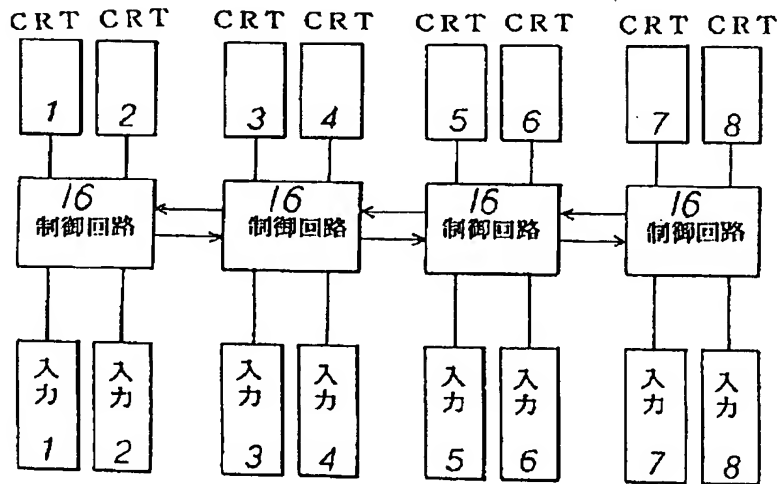 CRT CRT CRT CRT CRT CRT CRT CRT
1 2 3 4 5 6 7 8
16 16 16 16
制御回路 制御回路 制御回路 制御回路
入力 入力 入力 入力 入力 入力 入力 入力
1 2 3 4 5 6 7 8